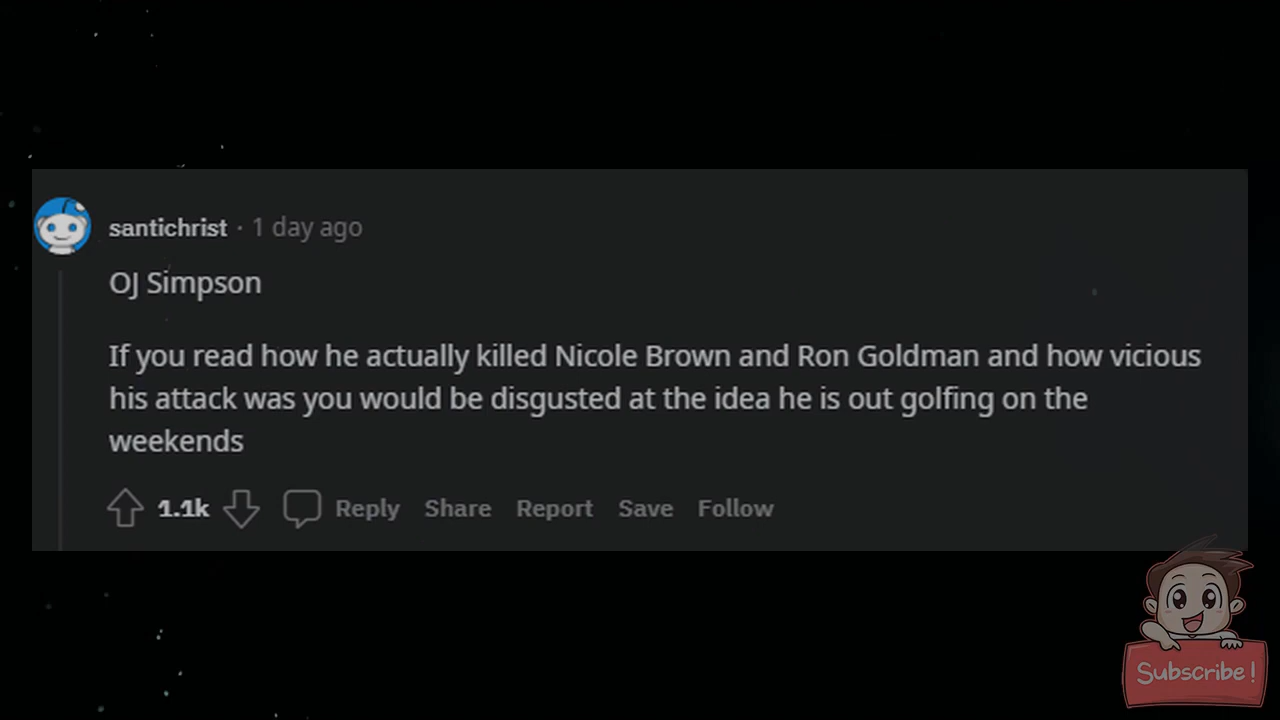 santichrist · 1 day ago
OJ Simpson
If you read how he actually killed Nicole Brown and Ron Goldman and how vicious
his attack was you would be disgusted at the idea he is out golfing on the
weekends
1.1k Reply Share Report Save Follow
Subscribe!